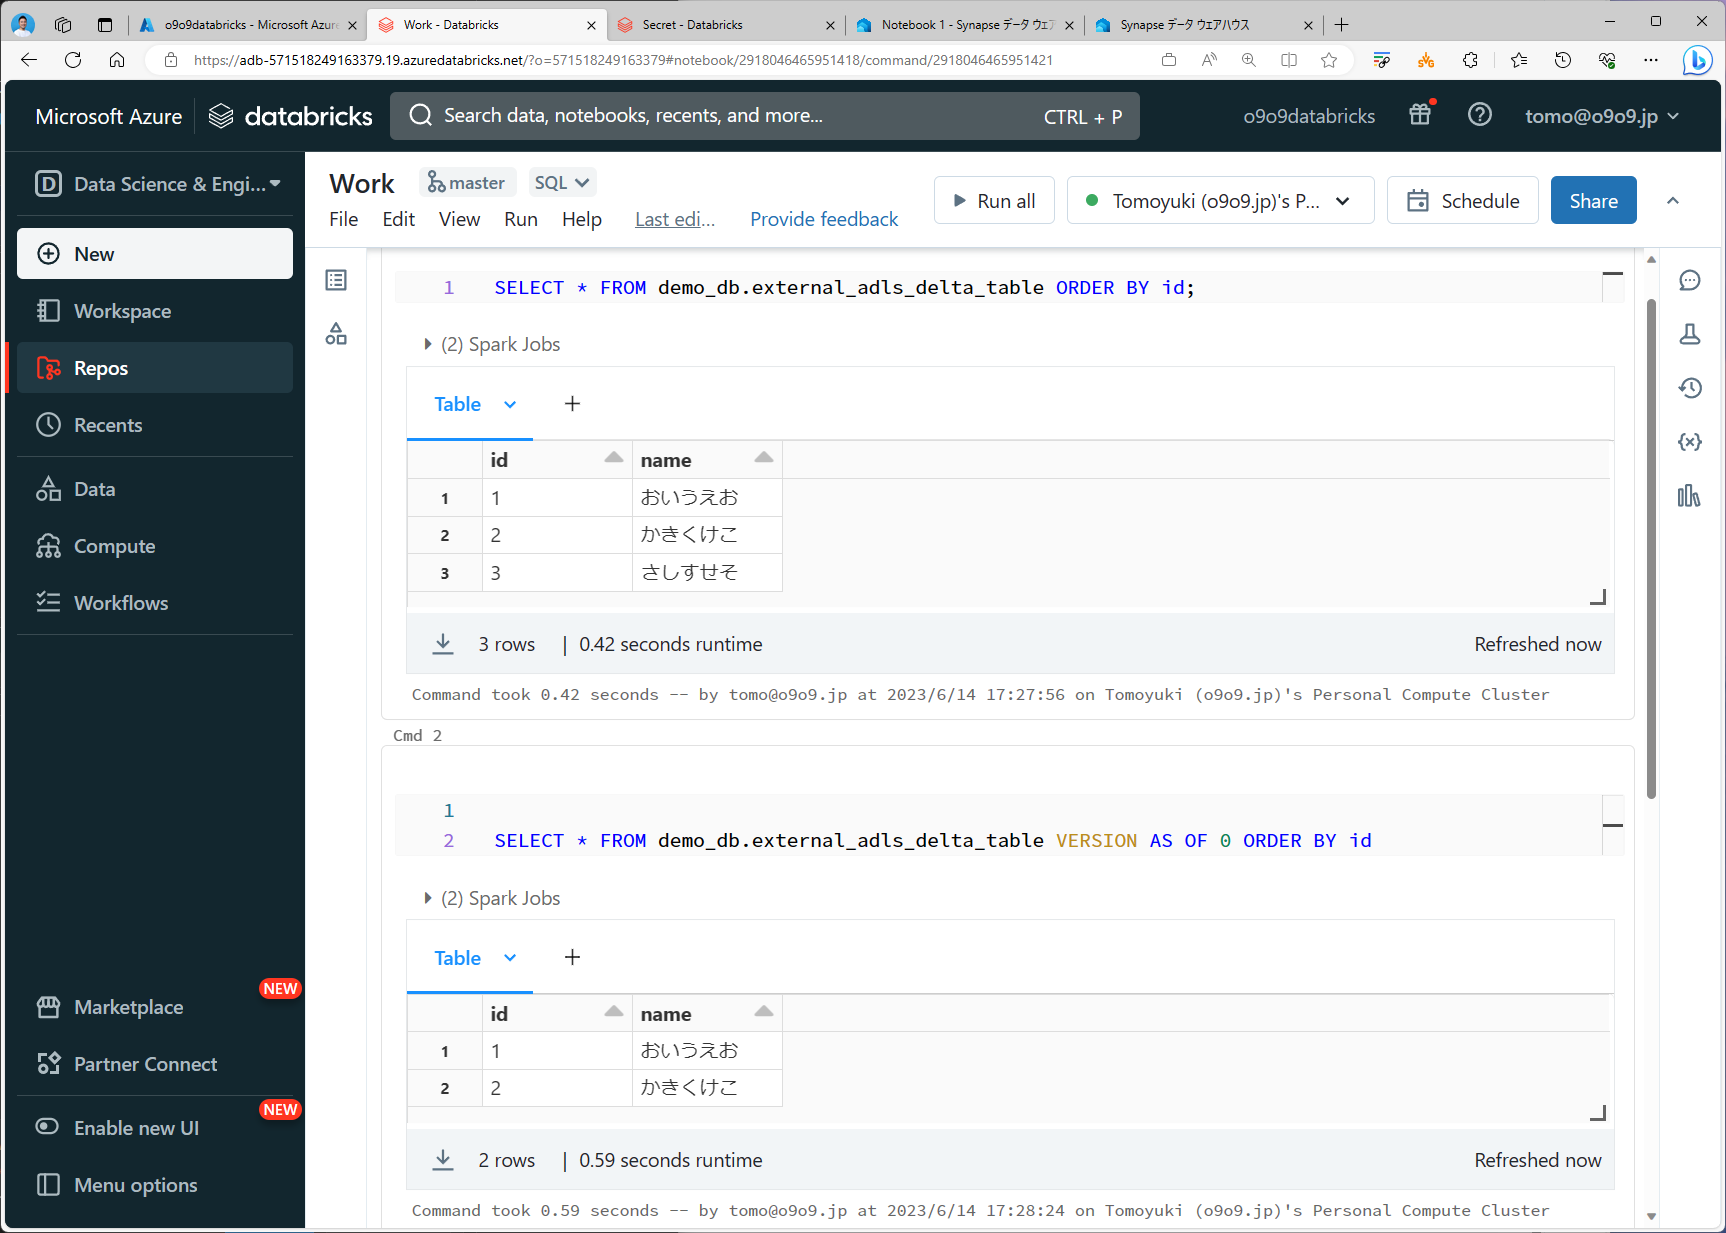 o9o9databricks - Microsoft Azur
Work - Databricks
Secret - Databricks
Notebook 1 - Synapse データ ウェア
Synapse データ ウェアハウス
https://adb-571518249163379.19.azuredatabricks.net/?o=571518249163379#notebook/2918046465951418/command/2918046465951421
Microsoft Azure
databricks
Search data, notebooks, recents, and more...
CTRL + P
o9o9databricks
tomo@o9o9.jp
D
Data Science & Engi...
New
Workspace
Repos
Recents
Data
Compute
Workflows
Marketplace
NEW
Partner Connect
Enable new UI
NEW
Menu options
Work
master
SQL
File
Edit
View
Run
Help
Last edi...
Provide feedback
Run all
Tomoyuki (o9o9.jp)'s P...
Schedule
Share
1 SELECT * FROM demo_db.external_adls_delta_table ORDER BY id;
(2) Spark Jobs
Table
+
id name
1 1 おいうえお
2 2 かきくけこ
3 3 さしすせそ
3 rows | 0.42 seconds runtime
Refreshed now
Command took 0.42 seconds -- by tomo@o9o9.jp at 2023/6/14 17:27:56 on Tomoyuki (o9o9.jp)'s Personal Compute Cluster
Cmd 2
1
2 SELECT * FROM demo_db.external_adls_delta_table VERSION AS OF 0 ORDER BY id
(2) Spark Jobs
Table
+
id name
1 1 おいうえお
2 2 かきくけこ
2 rows | 0.59 seconds runtime
Refreshed now
Command took 0.59 seconds -- by tomo@o9o9.jp at 2023/6/14 17:28:24 on Tomoyuki (o9o9.jp)'s Personal Compute Cluster